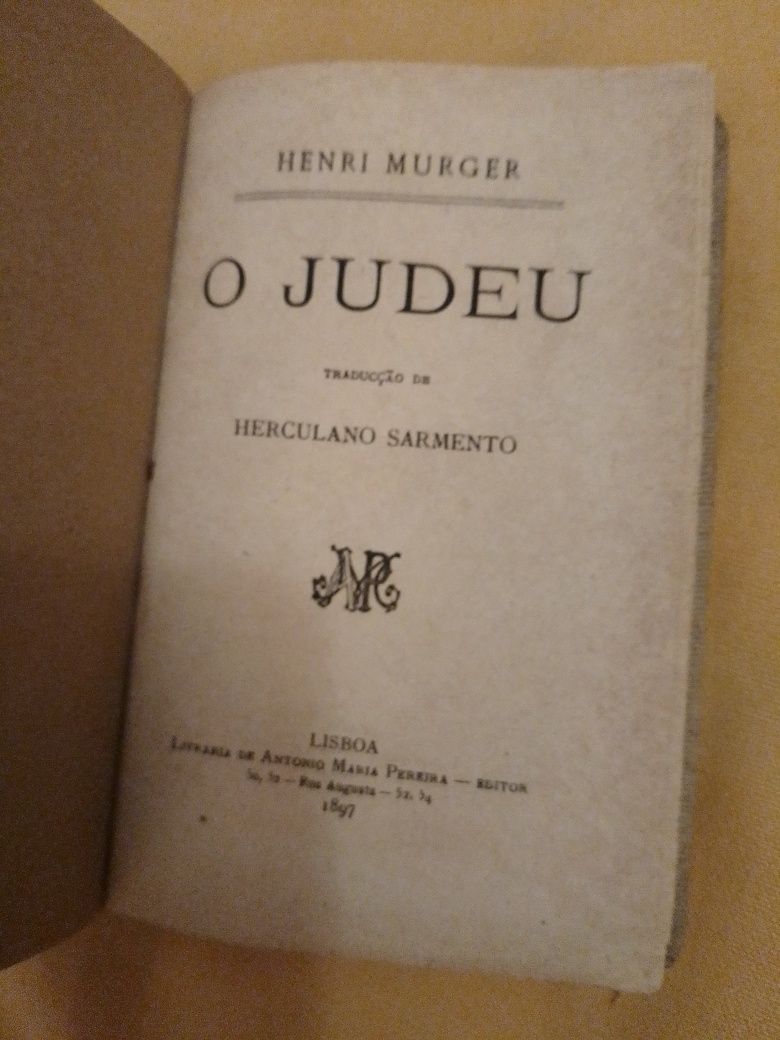 HENRI MURGER
O JUDEU
TRADUCÇÃO DE
HERCULANO SARMENTO
LISBOA
LIVRARIA DE ANTONIO MARIA PEREIRA — EDITOR
50, 52 — Rua Augusta — 52, 54
1897